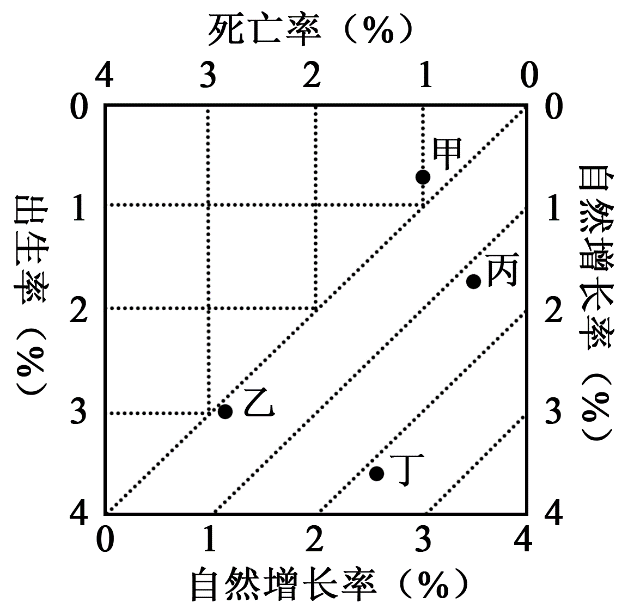 死亡率（%）
4 3 2 1 0
0 0
甲
1 1
出生率（%）
自然增长率（%）
丙
2 2
乙
3 3
丁
4 4
0 1 2 3 4
自然增长率（%）